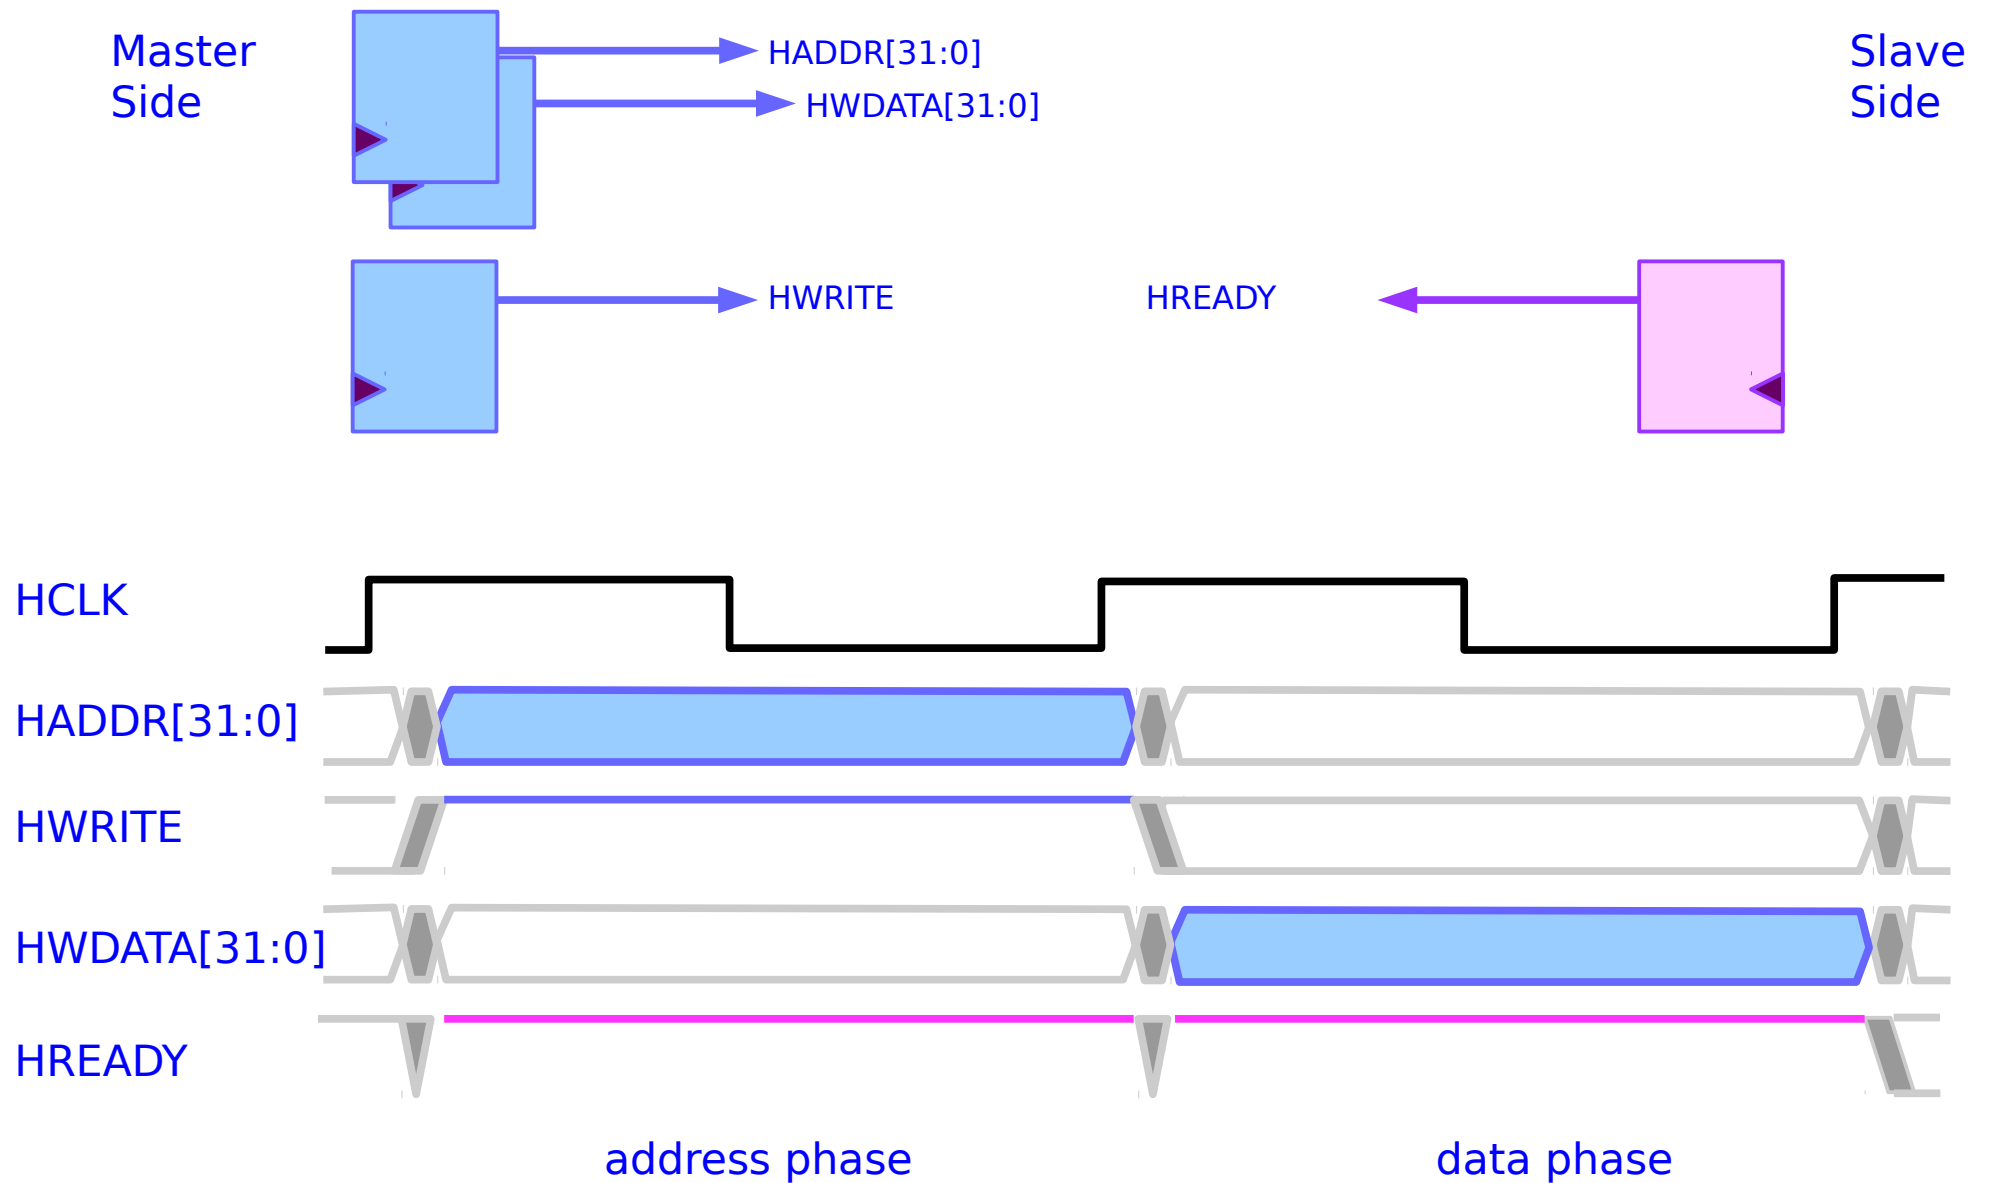 Master
Side
HADDR[31:0]
HWDATA[31:0]
Slave
Side
HWRITE
HREADY
HCLK
HADDR[31:0]
HWRITE
HWDATA[31:0]
HREADY
address phase
data phase